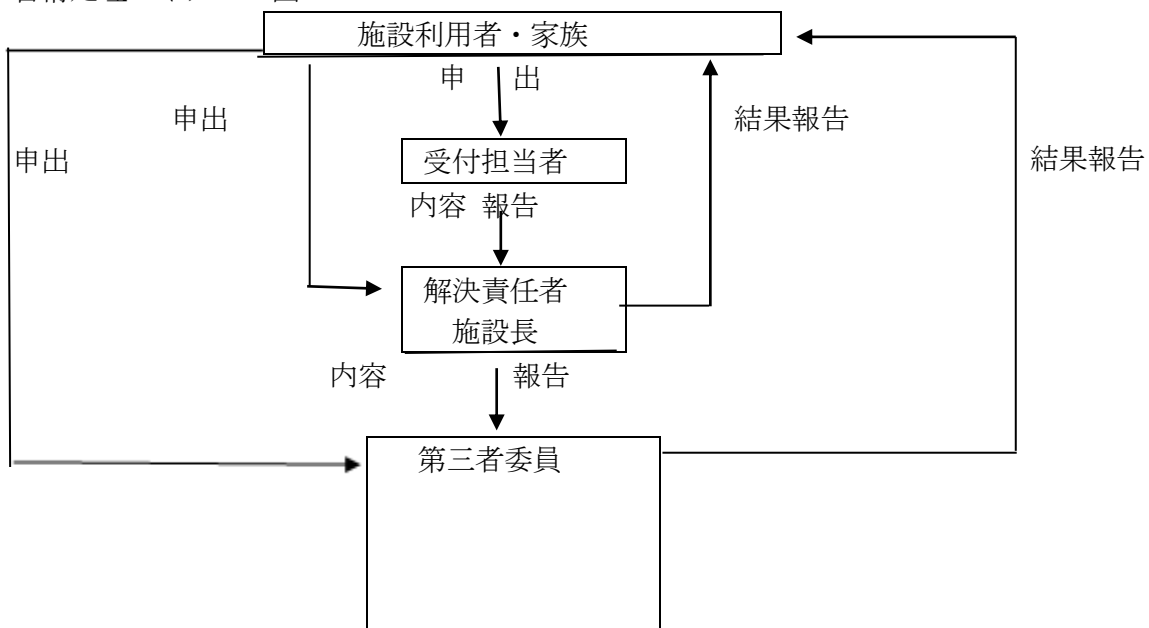 施設利用者・家族
申 出
申出
結果報告
申出
受付担当者
結果報告
内容 報告
解決責任者
施設長
内容 報告
第三者委員